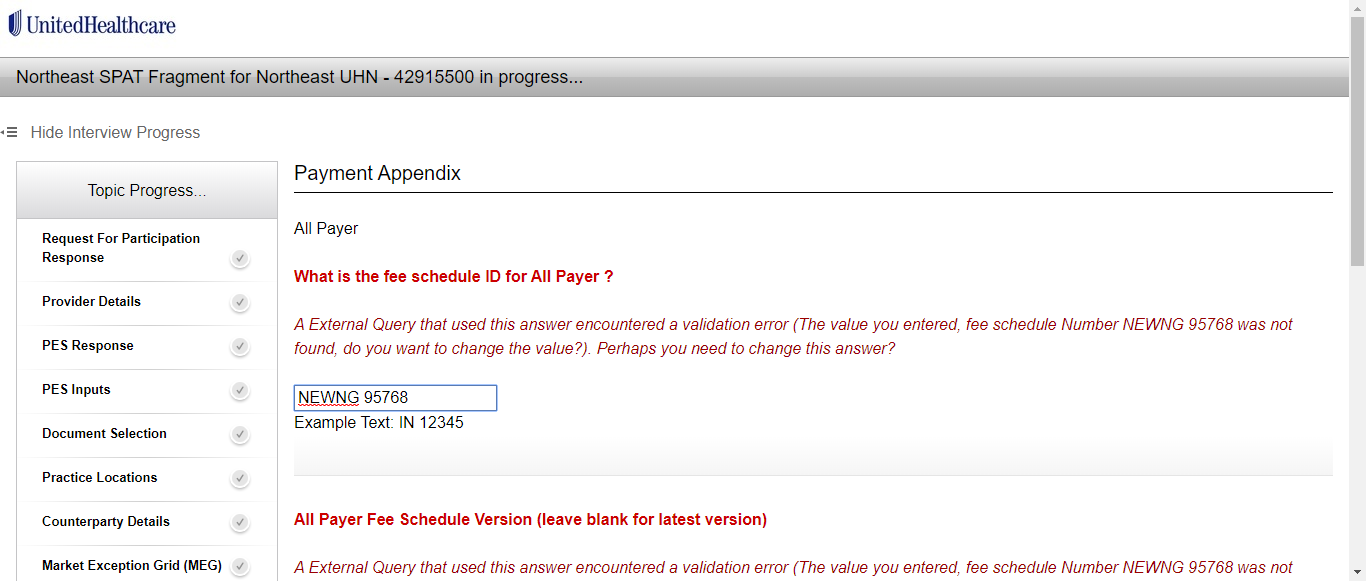 UnitedHealthcare
Northeast SPAT Fragment for Northeast UHN - 42915500 in progress...
Hide Interview Progress
Topic Progress...
Request For Participation
Response
Provider Details
PES Response
PES Inputs
Document Selection
Practice Locations
Counterparty Details
Market Exception Grid (MEG)
Payment Appendix
All Payer
What is the fee schedule ID for All Payer ?
A External Query that used this answer encountered a validation error (The value you entered, fee schedule Number NEWNG 95768 was not
found, do you want to change the value?). Perhaps you need to change this answer?
NEWNG 95768
Example Text: IN 12345
All Payer Fee Schedule Version (leave blank for latest version)
A External Query that used this answer encountered a validation error (The value you entered, fee schedule Number NEWNG 95768 was not